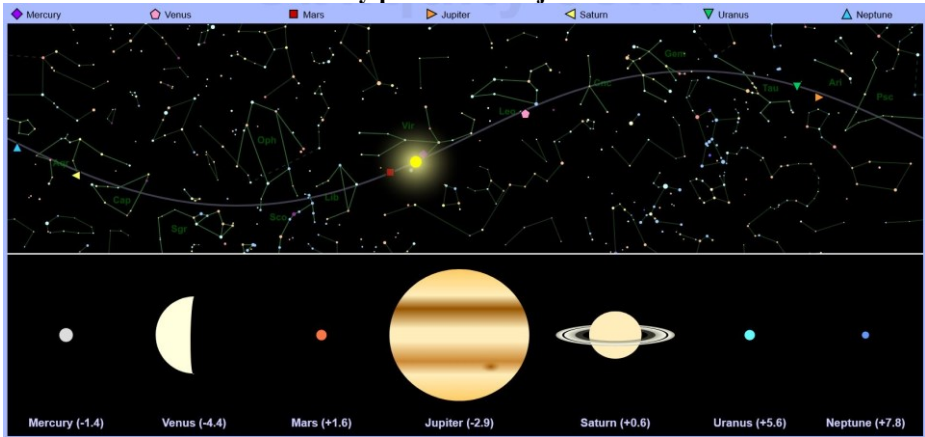 Mercury Venus Mars Jupiter Saturn Uranus Neptune
Gem
Cnc
Ari
Tau
Psc
Leo
Vir
Oph
Aqr
Cap
Lib
Sco
Sgr
Mercury (-1.4) Venus (-4.4) Mars (+1.6) Jupiter (-2.9) Saturn (+0.6) Uranus (+5.6) Neptune (+7.8)